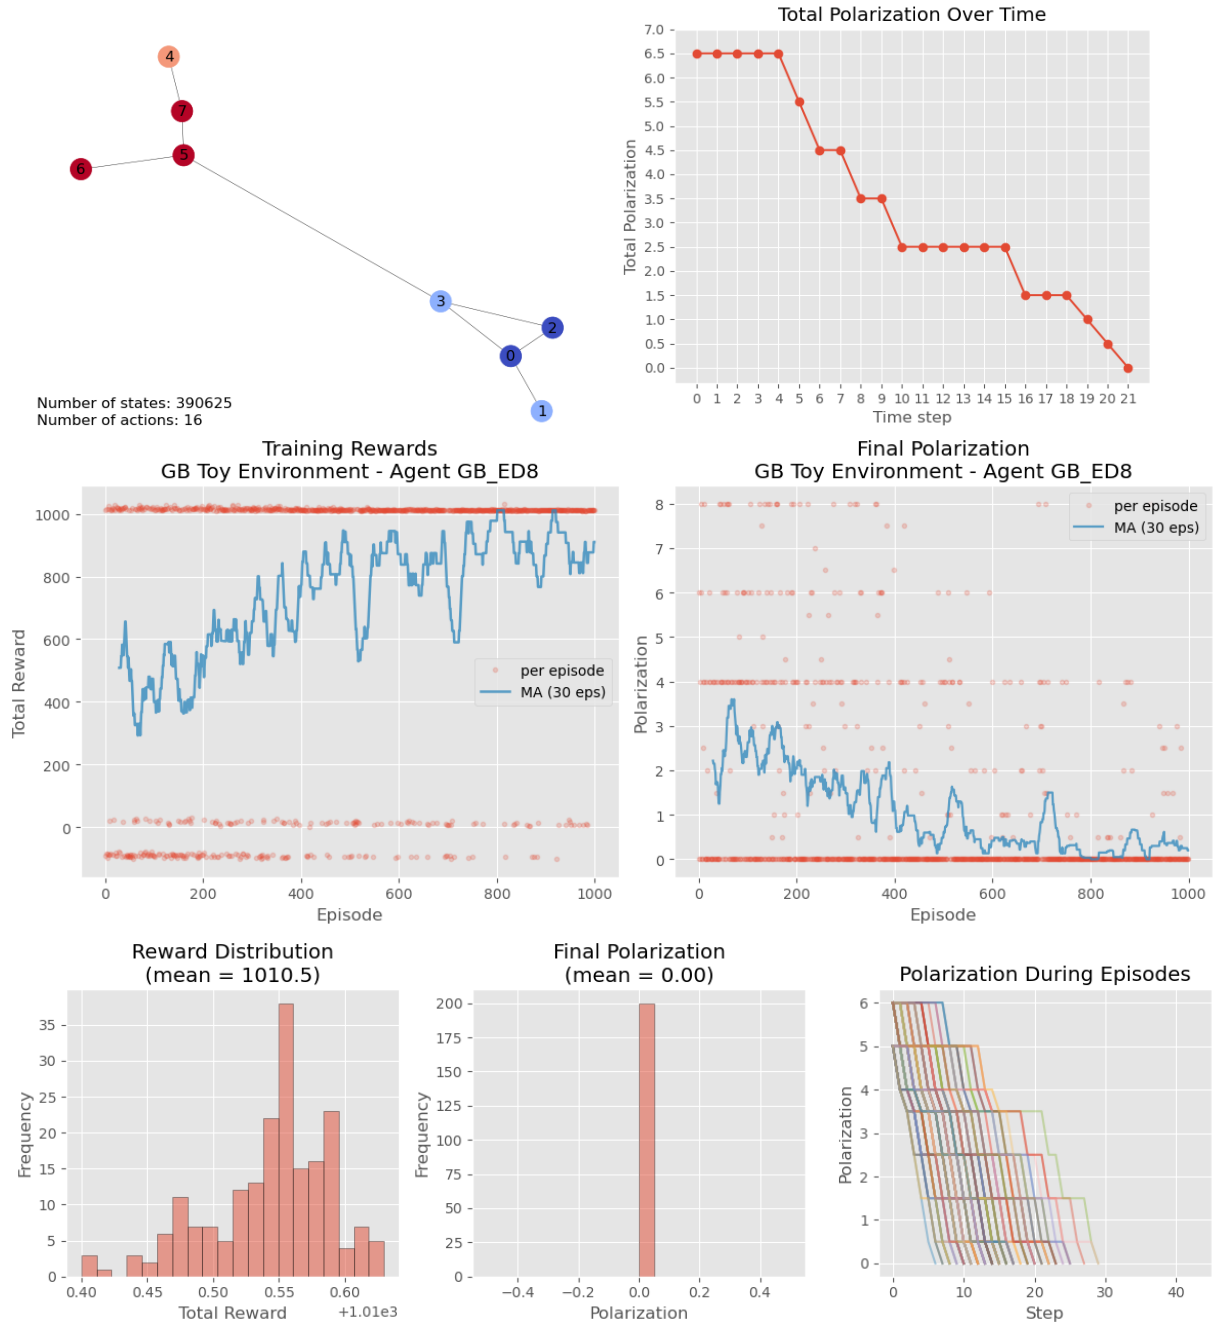 4
7
5
6
3
2
0
1
Number of states: 390625
Number of actions: 16
Total Polarization Over Time
Total Polarization
7.0
6.5
6.0
5.5
5.0
4.5
4.0
3.5
3.0
2.5
2.0
1.5
1.0
0.5
0.0
0 1 2 3 4 5 6 7 8 9 10 11 12 13 14 15 16 17 18 19 20 21
Time step
Training Rewards
GB Toy Environment - Agent GB_ED8
Total Reward
1000
800
600
400
200
0
per episode
MA (30 eps)
0 200 400 600 800 1000
Episode
Final Polarization
GB Toy Environment - Agent GB_ED8
Polarization
8
7
6
5
4
3
2
1
0
per episode
MA (30 eps)
0 200 400 600 800 1000
Episode
Reward Distribution
(mean = 1010.5)
Frequency
35
30
25
20
15
10
5
0
0.40 0.45 0.50 0.55 0.60
+1.01e3
Total Reward
Final Polarization
(mean = 0.00)
Frequency
200
175
150
125
100
75
50
25
0
−0.4 −0.2 0.0 0.2 0.4
Polarization
Polarization During Episodes
Polarization
6
5
4
3
2
1
0
0 10 20 30 40
Step